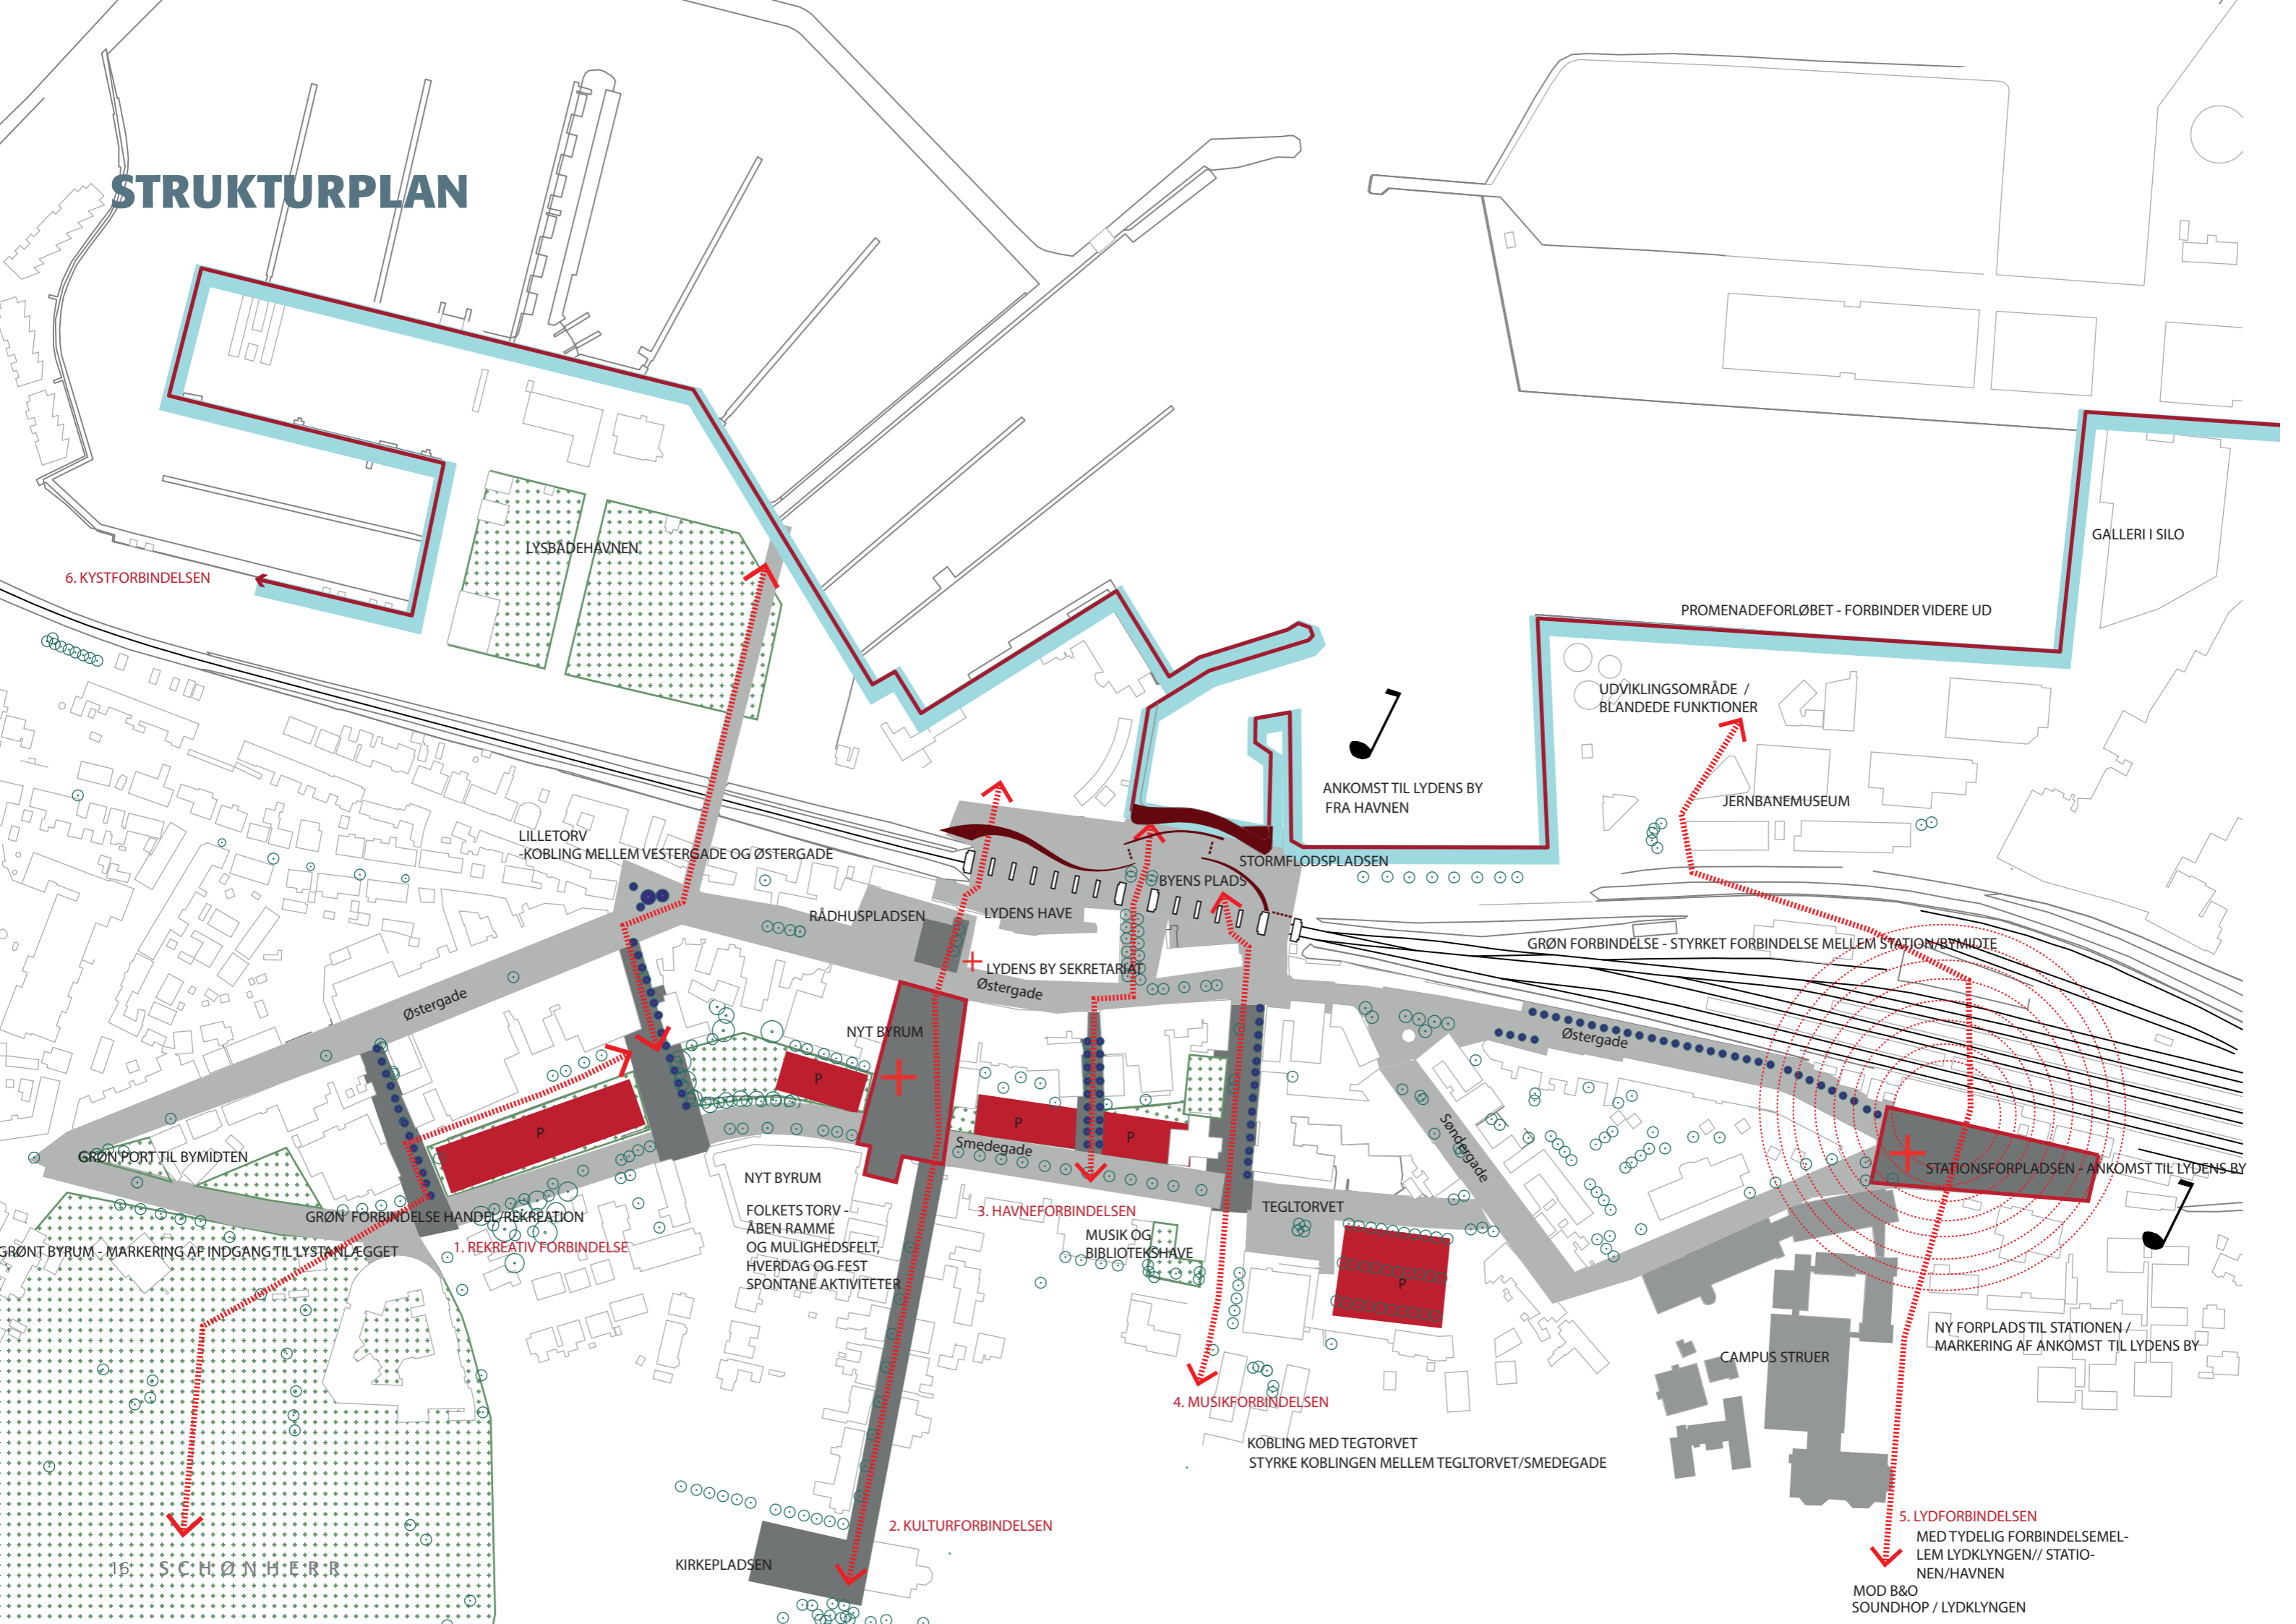 STRUKTURPLAN
LYSBÅDEHAVNEN
6. KYSTFORBINDELSEN
GALLERI I SILO
PROMENADEFORLØBET - FORBINDER VIDERE UD
UDVIKLINGSOMRÅDE /
BLANDEDE FUNKTIONER
ANKOMST TIL LYDENS BY
FRA HAVNEN
JERNBANEMUSEUM
LILLETORV
-KOBLING MELLEM VESTERGADE OG ØSTERGADE
STORMFLODSPLADSEN
BYENS PLADS
RÅDHUSPLADSEN
LYDENS HAVE
GRØN FORBINDELSE - STYRKET FORBINDELSE MELLEM STATION/BYMIDTE
LYDENS BY SEKRETARIAT
Østergade
Østergade
NYT BYRUM
Østergade
P
P
P
P
Smedegade
Søndergade
GRØN PORT TIL BYMIDTEN
STATIONSFORPLADSEN - ANKOMST TIL LYDENS BY
NYT BYRUM
FOLKETS TORV -
ÅBEN RAMME
OG MULIGHEDSFELT,
HVERDAG OG FEST
SPONTANE AKTIVITETER
TEGLTORVET
3. HAVNEFORBINDELSEN
GRØN FORBINDELSE HANDEL/REKREATION
MUSIK OG
BIBLIOTEKSHAVE
1. REKREATIV FORBINDELSE
GRØNT BYRUM - MARKERING AF INDGANG TIL LYSTANLÆGGET
P
NY FORPLADS TIL STATIONEN /
MARKERING AF ANKOMST TIL LYDENS BY
CAMPUS STRUER
4. MUSIKFORBINDELSEN
KOBLING MED TEGTORVET
STYRKE KOBLINGEN MELLEM TEGLTORVET/SMEDEGADE
2. KULTURFORBINDELSEN
5. LYDFORBINDELSEN
MED TYDELIG FORBINDELSEMEL-
LEM LYDKLYNGEN// STATIO-
NEN/HAVNEN
KIRKEPLADSEN
MOD B&O
SOUNDHOP / LYDKLYNGEN
16 SCHØNHERR